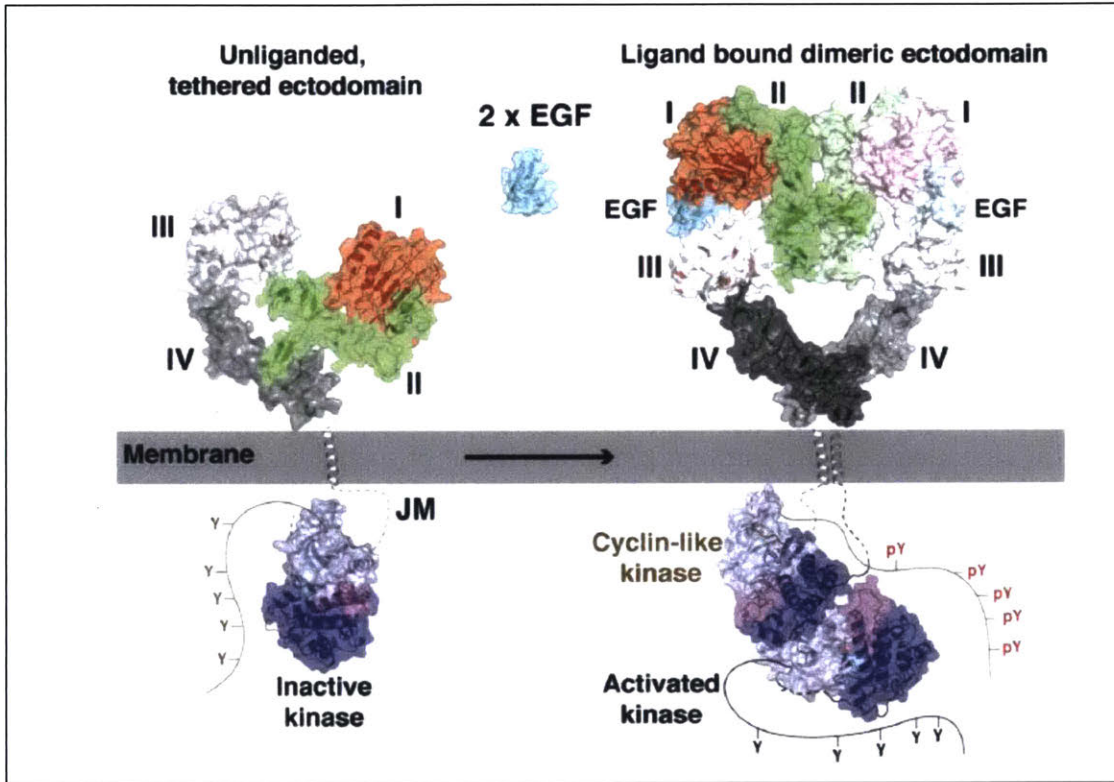 Unliganded,
tethered ectodomain
2 x EGF
Ligand bound dimeric ectodomain
I
II
II
I
EGF
EGF
III
I
III
III
IV
II
IV
IV
Membrane
JM
Y
Y
Y
Y
Y
Inactive
kinase
Cyclin-like
kinase
pY
pY
pY
pY
pY
Activated
kinase
Y
Y
Y
Y
Y